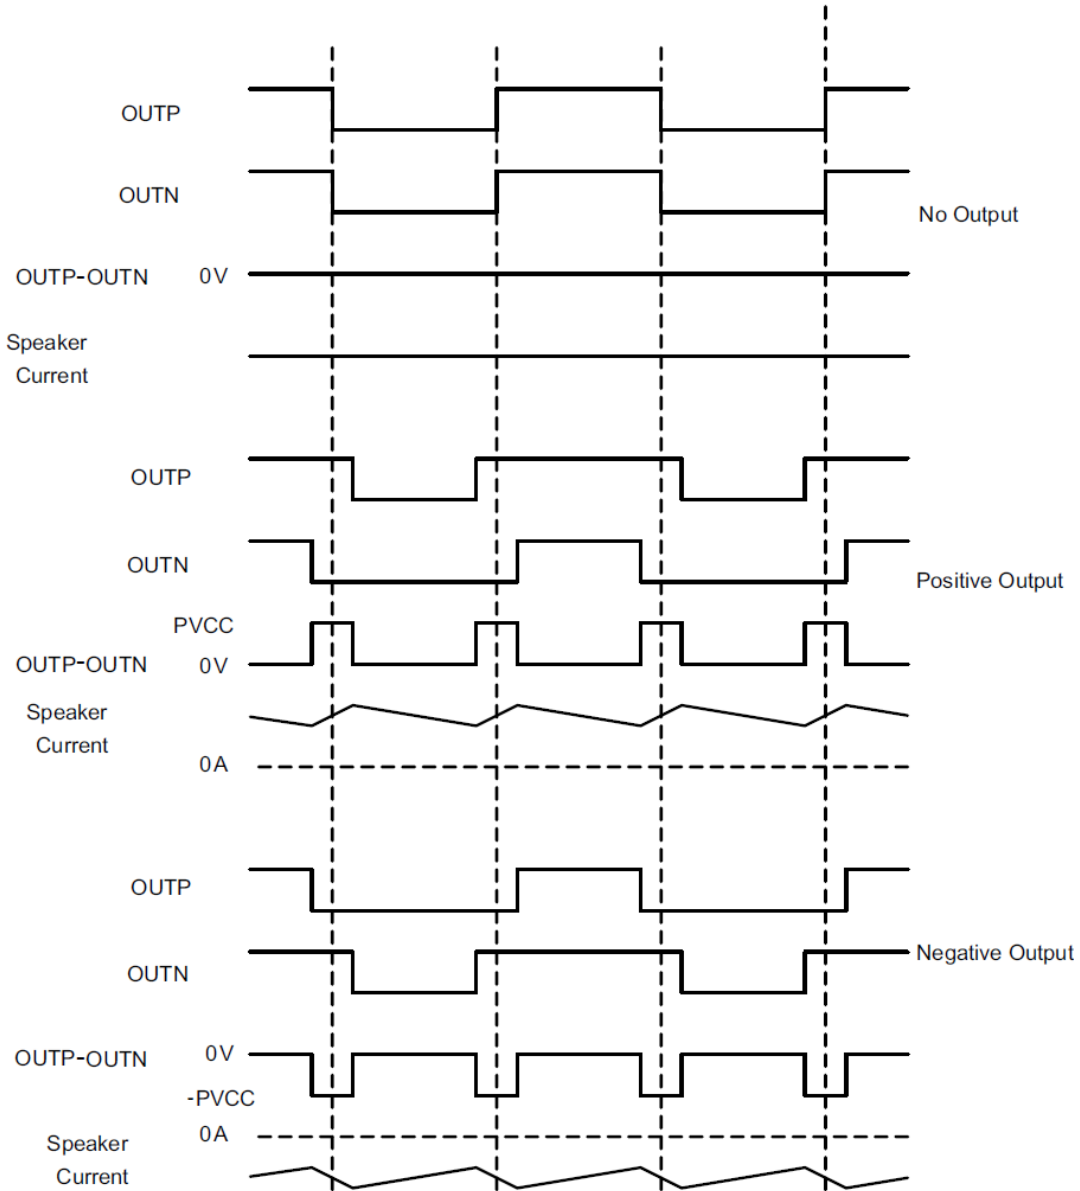 OUTP
OUTN
No Output
OUTP-OUTN 0V
Speaker
Current
OUTP
OUTN
Positive Output
PVCC
OUTP-OUTN 0V
Speaker
Current
0A
OUTP
OUTN
Negative Output
OUTP-OUTN 0V
-PVCC
0A
Speaker
Current